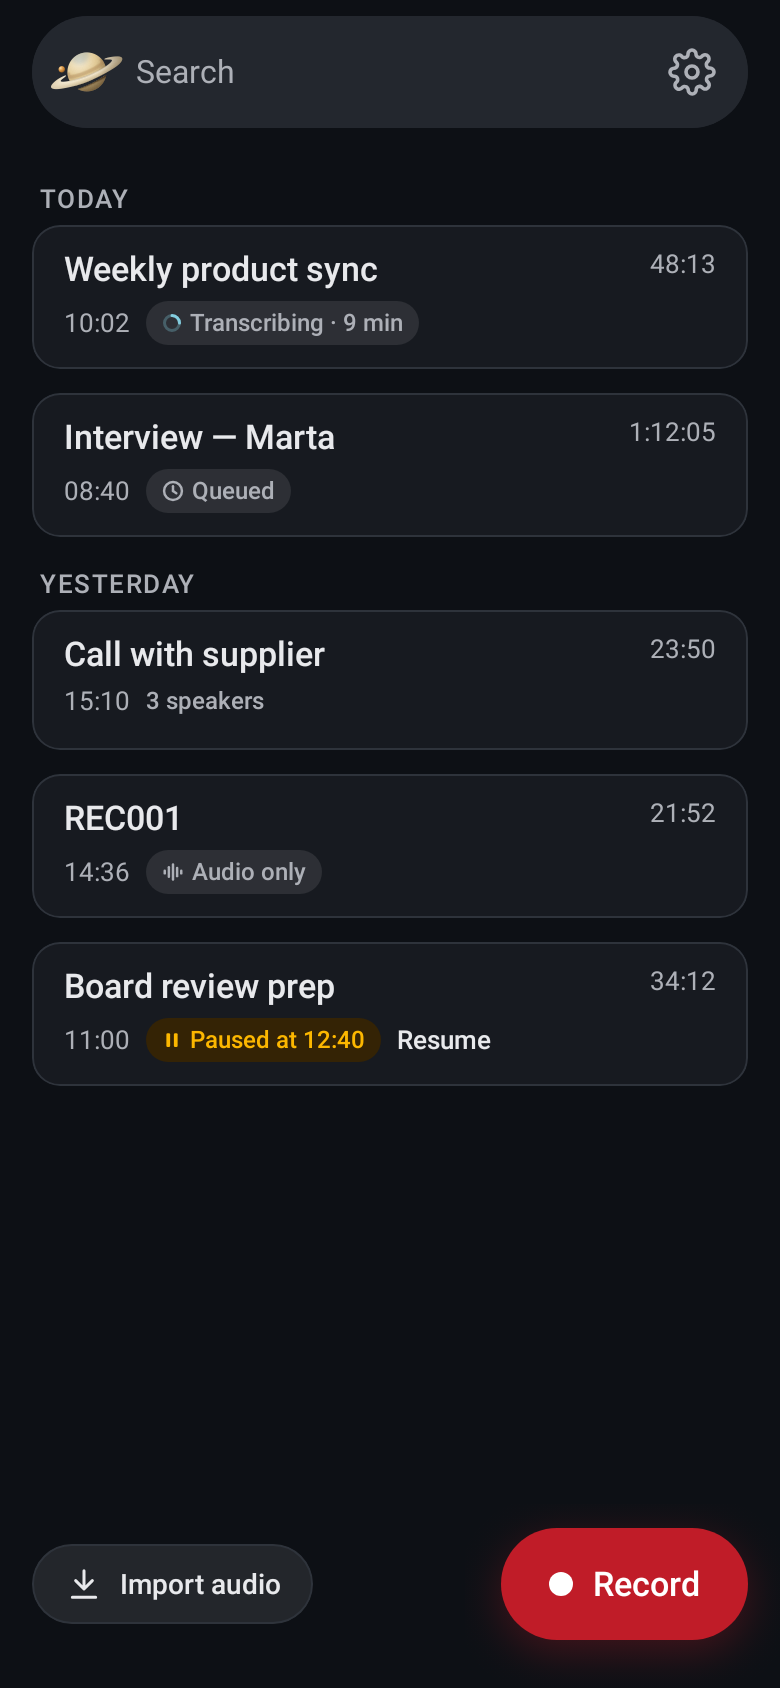 Search
TODAY
Weekly product sync
48:13
10:02 Transcribing · 9 min
Interview — Marta
1:12:05
08:40 Queued
YESTERDAY
Call with supplier
23:50
15:10 3 speakers
REC001
21:52
14:36 Audio only
Board review prep
34:12
11:00 Paused at 12:40 Resume
Import audio
Record